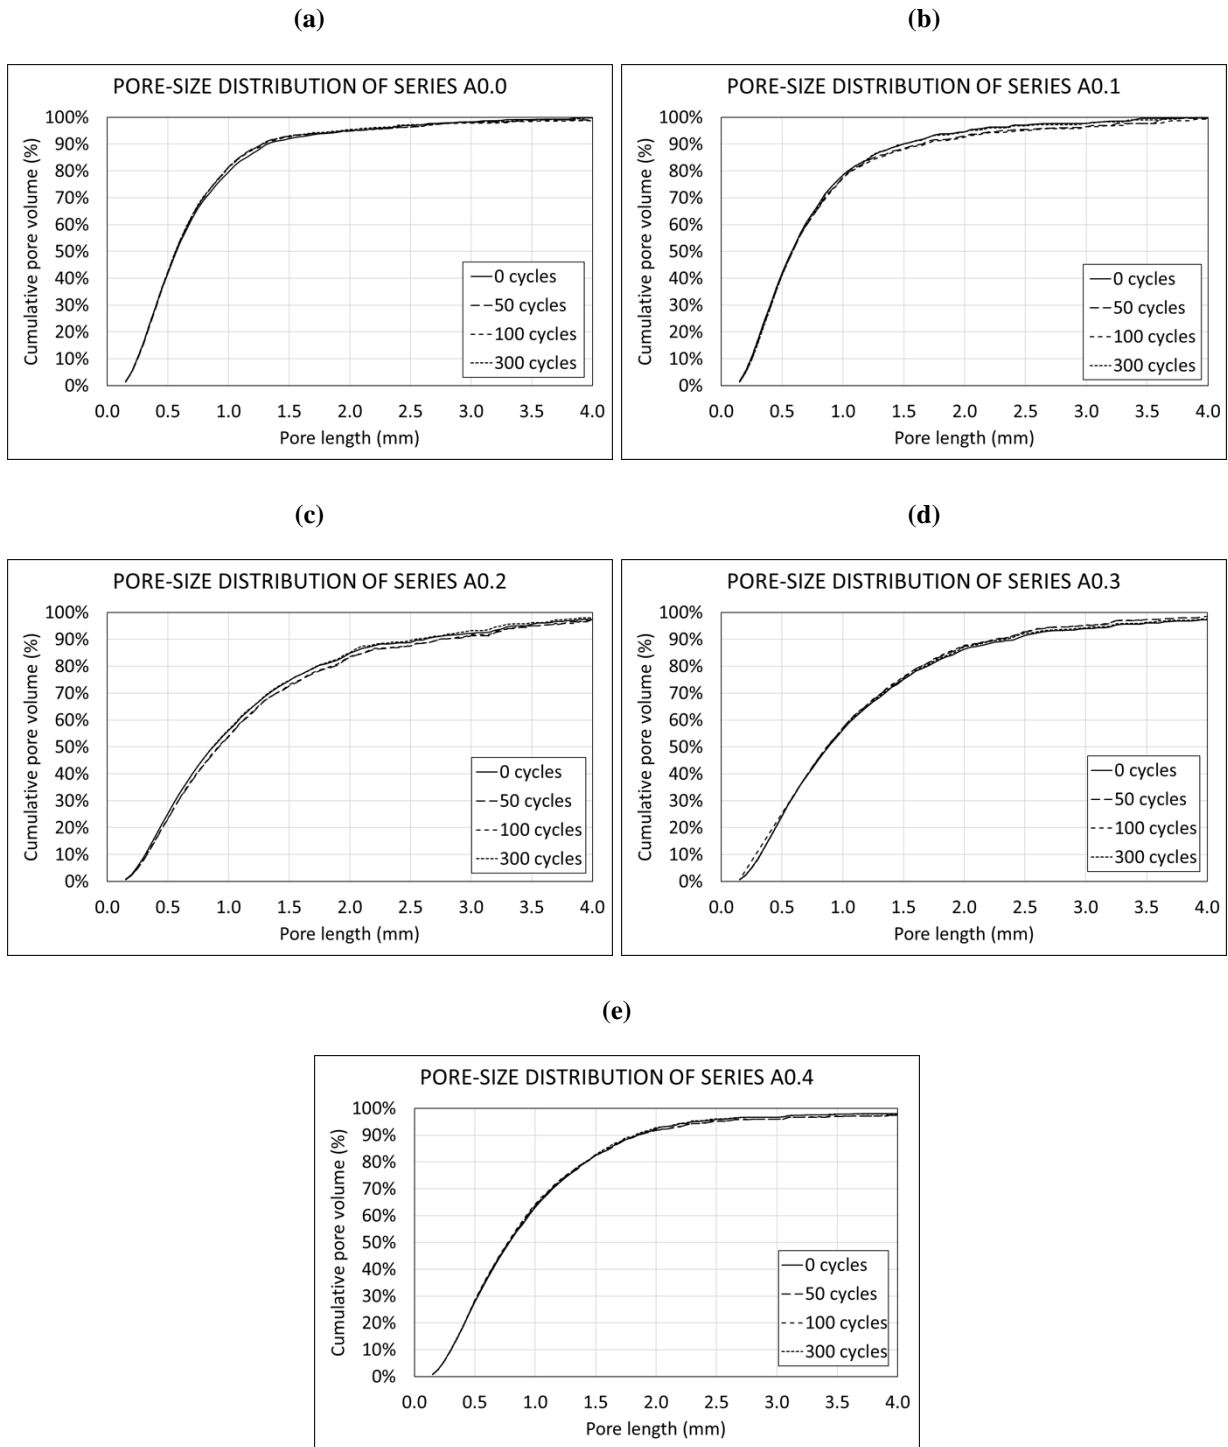 (a)
(b)
PORE-SIZE DISTRIBUTION OF SERIES A0.0
Cumulative pore volume (%)
100%
90%
80%
70%
60%
50%
40%
30%
20%
10%
0%
0 cycles
50 cycles
100 cycles
300 cycles
0.0 0.5 1.0 1.5 2.0 2.5 3.0 3.5 4.0
Pore length (mm)
PORE-SIZE DISTRIBUTION OF SERIES A0.1
Cumulative pore volume (%)
100%
90%
80%
70%
60%
50%
40%
30%
20%
10%
0%
0 cycles
50 cycles
100 cycles
300 cycles
0.0 0.5 1.0 1.5 2.0 2.5 3.0 3.5 4.0
Pore length (mm)
(c)
(d)
PORE-SIZE DISTRIBUTION OF SERIES A0.2
Cumulative pore volume (%)
100%
90%
80%
70%
60%
50%
40%
30%
20%
10%
0%
0 cycles
50 cycles
100 cycles
300 cycles
0.0 0.5 1.0 1.5 2.0 2.5 3.0 3.5 4.0
Pore length (mm)
PORE-SIZE DISTRIBUTION OF SERIES A0.3
Cumulative pore volume (%)
100%
90%
80%
70%
60%
50%
40%
30%
20%
10%
0%
0 cycles
50 cycles
100 cycles
300 cycles
0.0 0.5 1.0 1.5 2.0 2.5 3.0 3.5 4.0
Pore length (mm)
(e)
PORE-SIZE DISTRIBUTION OF SERIES A0.4
Cumulative pore volume (%)
100%
90%
80%
70%
60%
50%
40%
30%
20%
10%
0%
0 cycles
50 cycles
100 cycles
300 cycles
0.0 0.5 1.0 1.5 2.0 2.5 3.0 3.5 4.0
Pore length (mm)